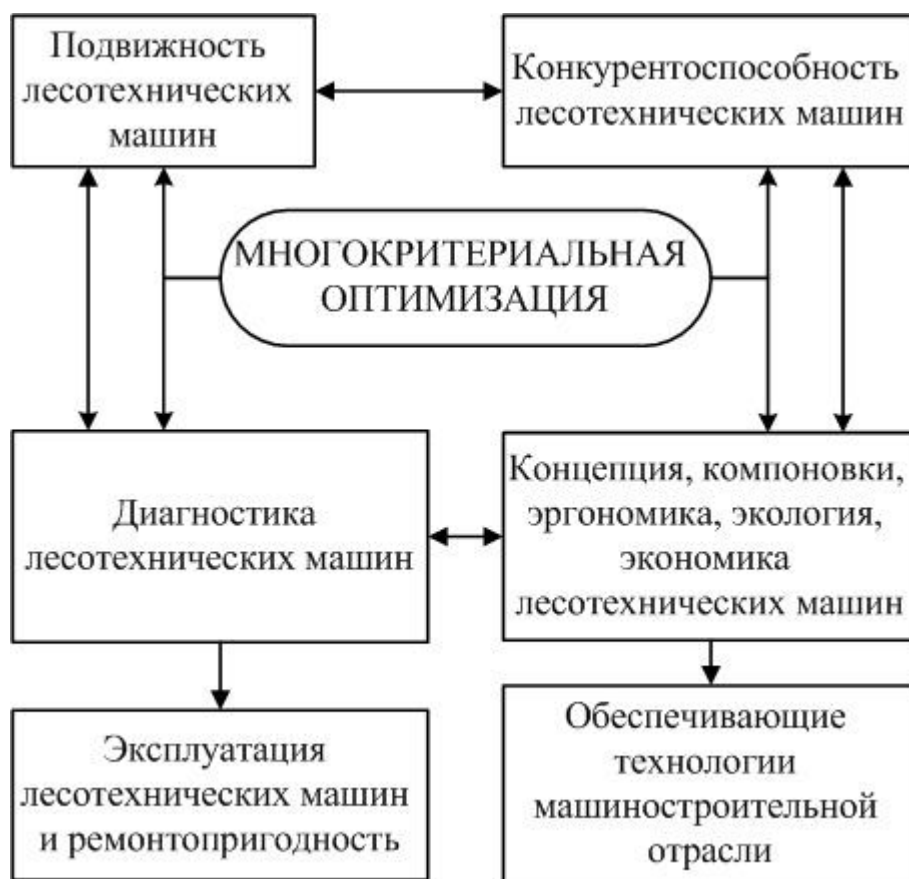 Подвижность
лесотехнических
машин
Конкурентоспособность
лесотехнических машин
МНОГОКРИТЕРИАЛЬНАЯ
ОПТИМИЗАЦИЯ
Диагностика
лесотехнических машин
Концепция, компоновки,
эргономика, экология,
экономика
лесотехнических машин
Эксплуатация
лесотехнических машин
и ремонтопригодность
Обеспечивающие
технологии
машиностроительной
отрасли